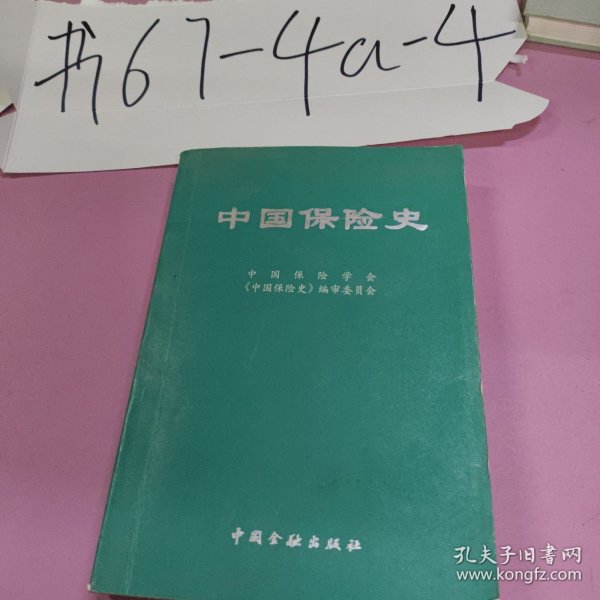 书67-4a-4
中国保险史
中国保险学会
《中国保险史》编审委员会
中国金融出版社
孔夫子旧书网
www.kongfz.com